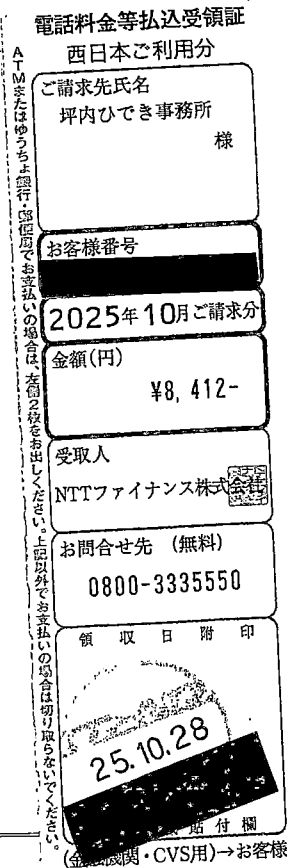 電話料金等払込受領証
西日本ご利用分
ご請求先氏名
坪内ひでき事務所
様
お客様番号
2025年10月ご請求分
金額(円)
¥8,412-
受取人
NTTファイナンス株式会社
お問合せ先 (無料)
0800-3335550
領収日附印
25.10.28
貼付欄
(金融機関・CVS用)→お客様
ATMまたはゆうちょ銀行・郵便局でお支払いの場合は、左側2枚をお出しください。上記以外でお支払いの場合は切り取らないでください。